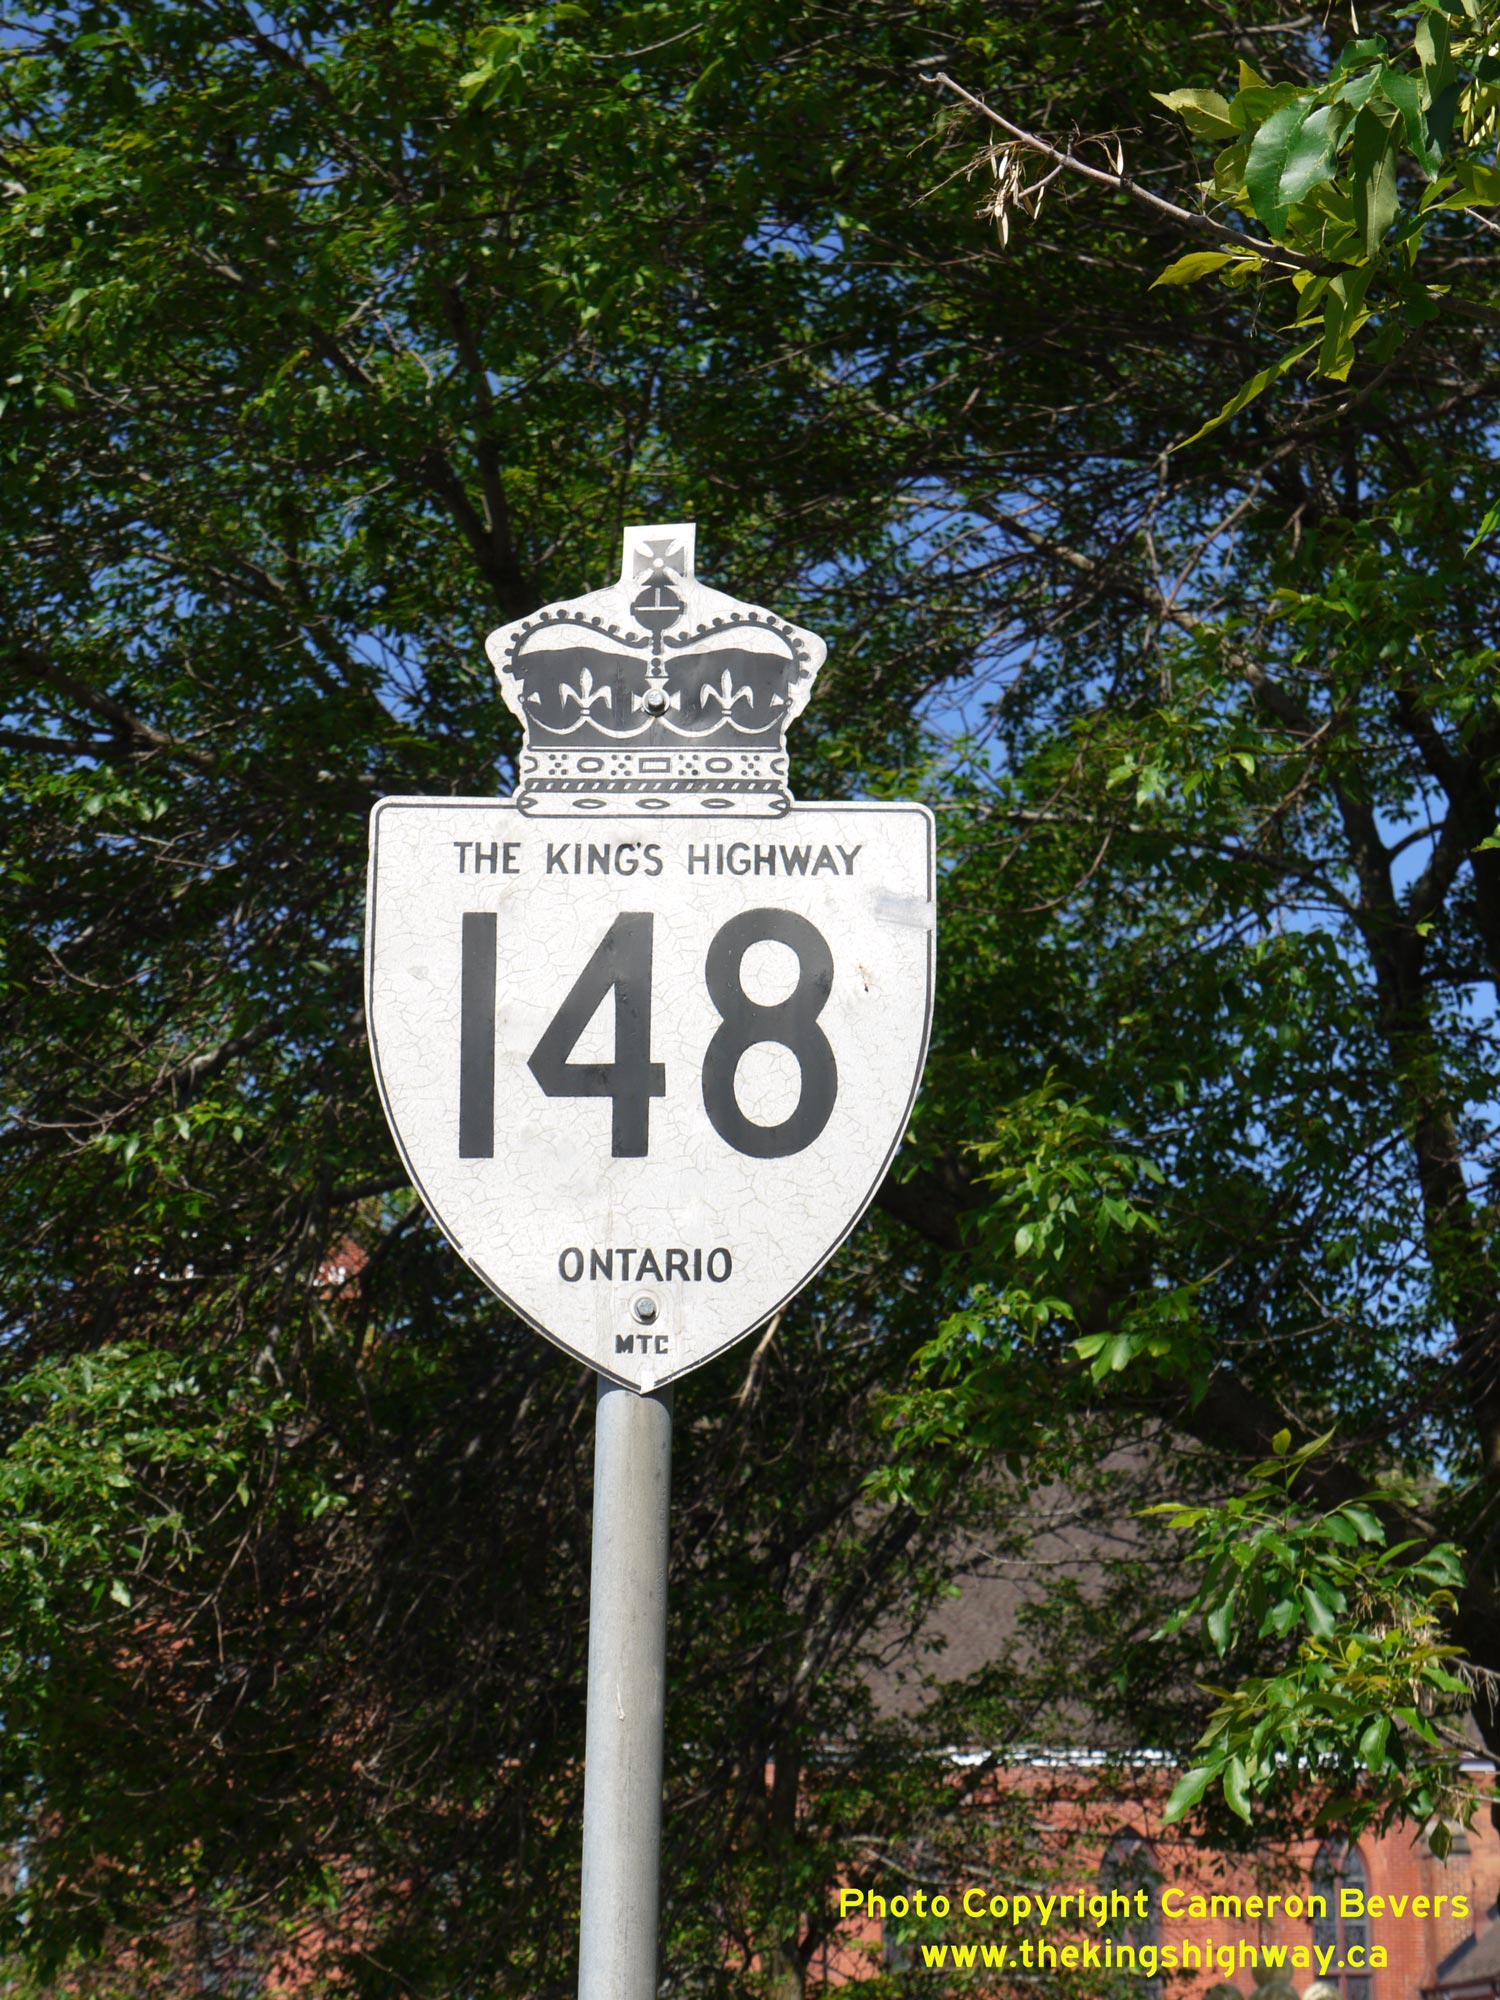 THE KING'S HIGHWAY
148
ONTARIO
MTC
Photo Copyright Cameron Bevers
www.thekingshighway.ca